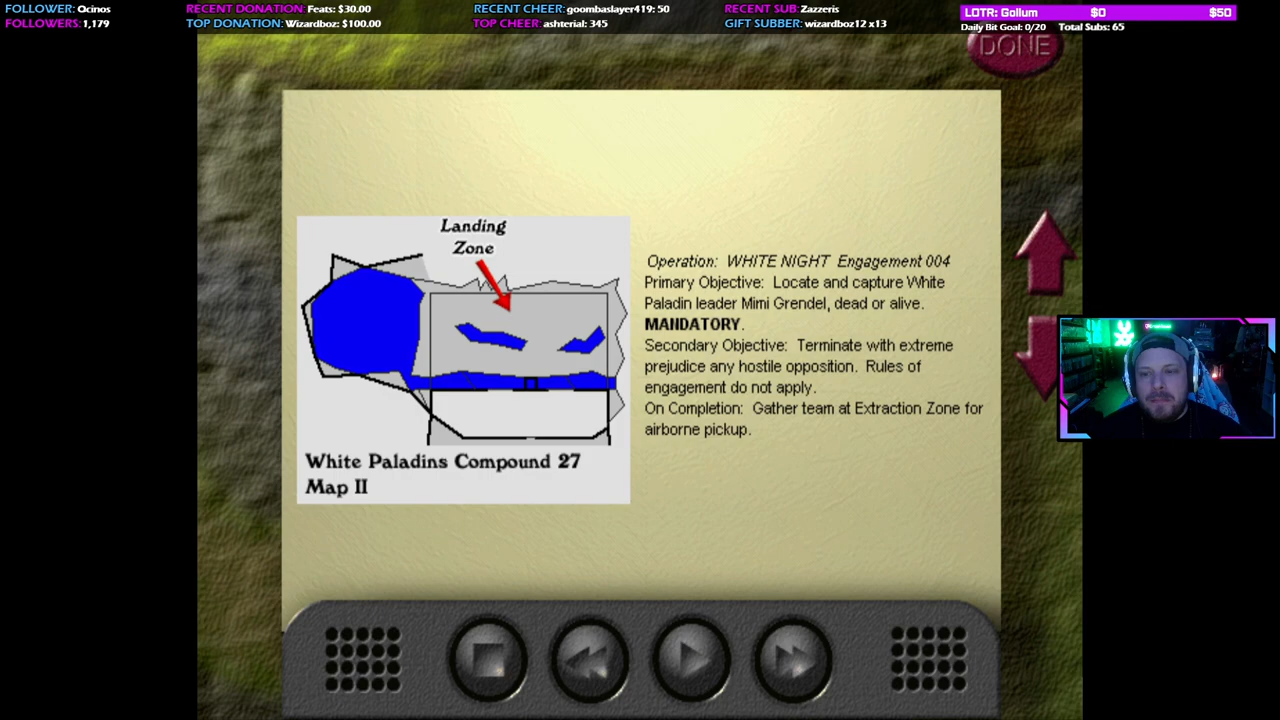 FOLLOWER: Ocinos
FOLLOWERS: 1,179
RECENT DONATION: Feats: $30.00
TOP DONATION: Wizardboz: $100.00
RECENT CHEER: goombaslayer419: 50
TOP CHEER: ashterial: 345
RECENT SUB: Zazzeris
GIFT SUBBER: wizardboz12 x13
LOTR: Gollum $0 $50
Daily Bit Goal: 0/20 Total Subs: 65
DONE
Landing
Zone
White Paladins Compound 27
Map II
Operation: WHITE NIGHT Engagement 004
Primary Objective: Locate and capture White
Paladin leader Mimi Grendel, dead or alive.
MANDATORY.
Secondary Objective: Terminate with extreme
prejudice any hostile opposition. Rules of
engagement do not apply.
On Completion: Gather team at Extraction Zone for
airborne pickup.